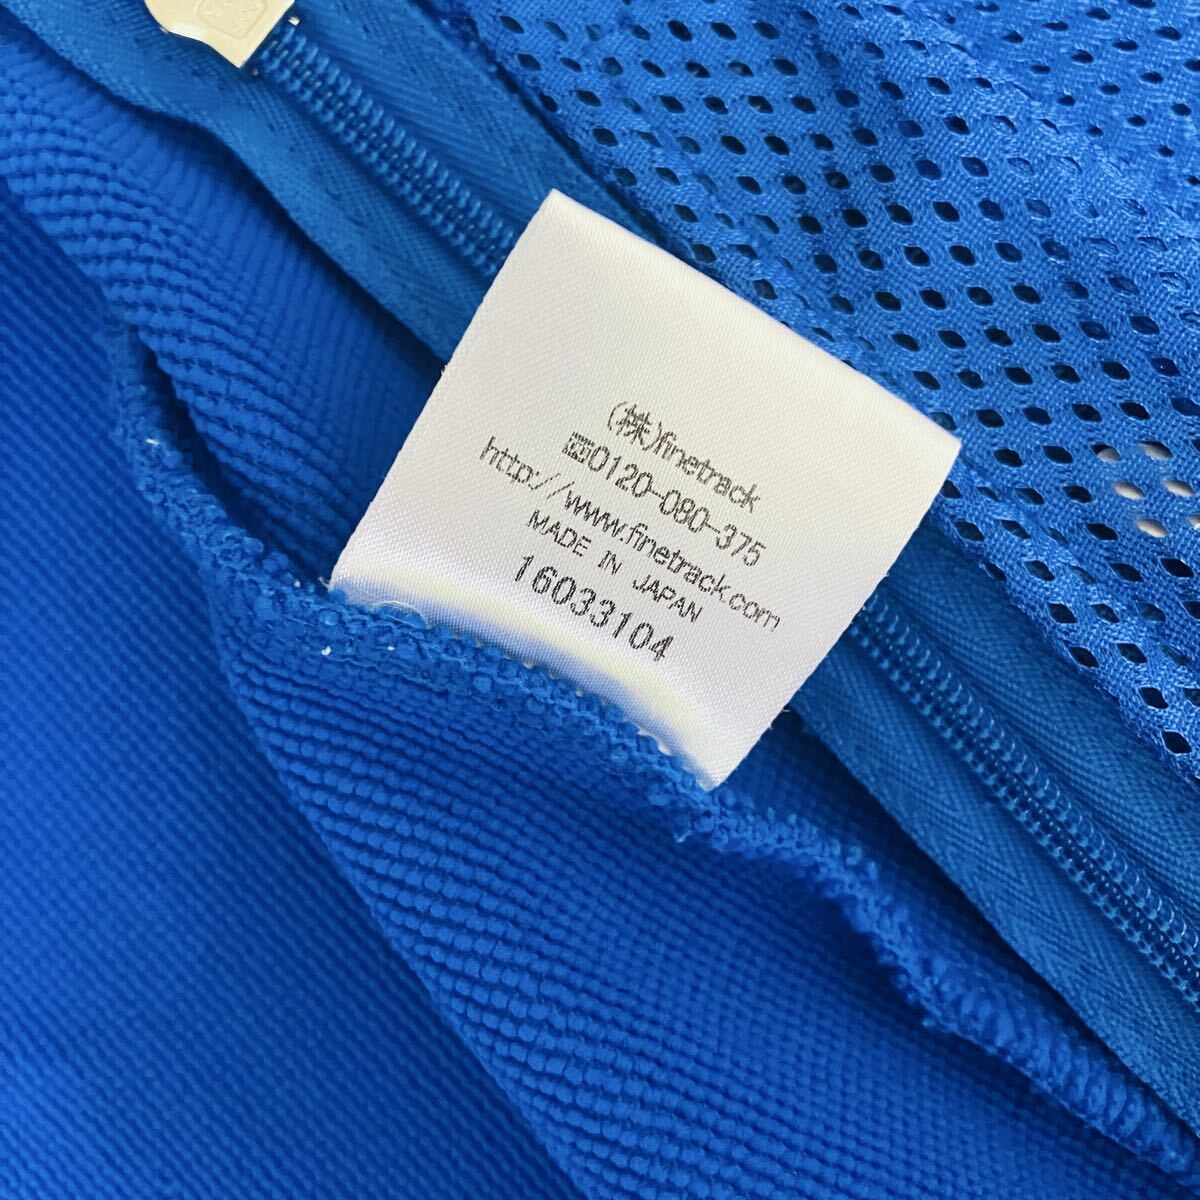 (株)finetrack
0120-080-375
http://www.finetrack.com
MADE IN JAPAN
16033104